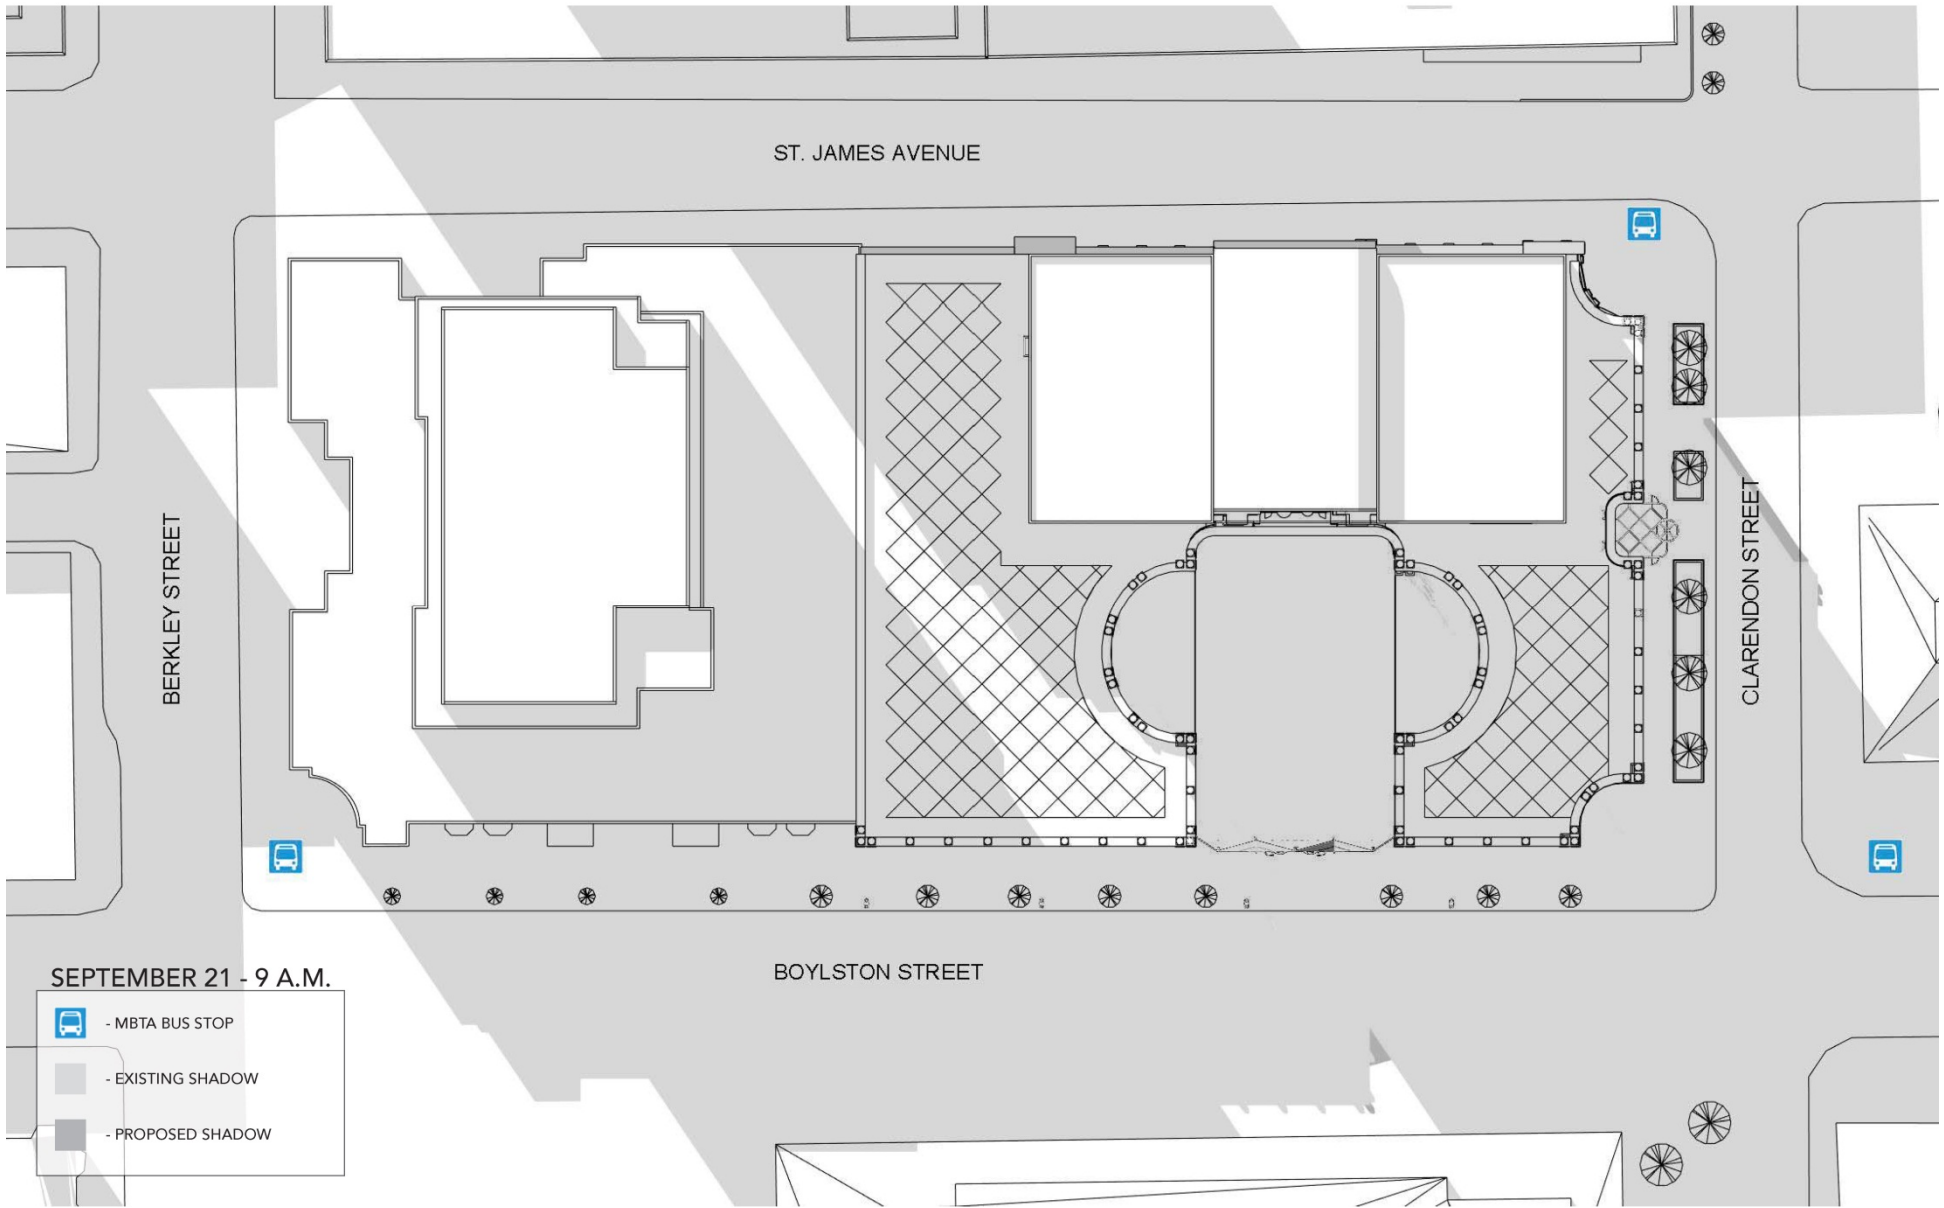 ST. JAMES AVENUE
BERKLEY STREET
CLARENDON STREET
BOYLSTON STREET
SEPTEMBER 21 - 9 A.M.
- MBTA BUS STOP
- EXISTING SHADOW
- PROPOSED SHADOW